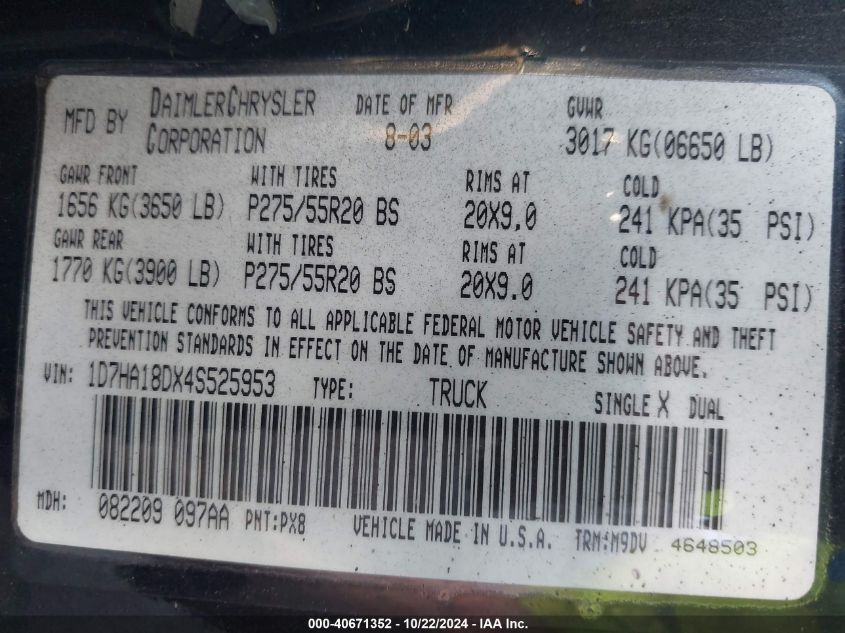 MFD BY DAIMLERCHRYSLER CORPORATION DATE OF MFR 8-03 GVWR 3017 KG(06650 LB)
GAWR FRONT WITH TIRES RIMS AT COLD
1656 KG(3650 LB) P275/55R20 BS 20X9.0 241 KPA(35 PSI)
GAWR REAR WITH TIRES RIMS AT COLD
1770 KG(3900 LB) P275/55R20 BS 20X9.0 241 KPA(35 PSI)
THIS VEHICLE CONFORMS TO ALL APPLICABLE FEDERAL MOTOR VEHICLE SAFETY AND THEFT
PREVENTION STANDARDS IN EFFECT ON THE DATE OF MANUFACTURE SHOWN ABOVE.
VIN: 1D7HA18DX4S525953 TYPE: TRUCK SINGLE X DUAL
MDH: 082209 097AA PNT:PX8 VEHICLE MADE IN U.S.A. TRM:M9DV 4648503
000-40671352 - 10/22/2024 - IAA Inc.